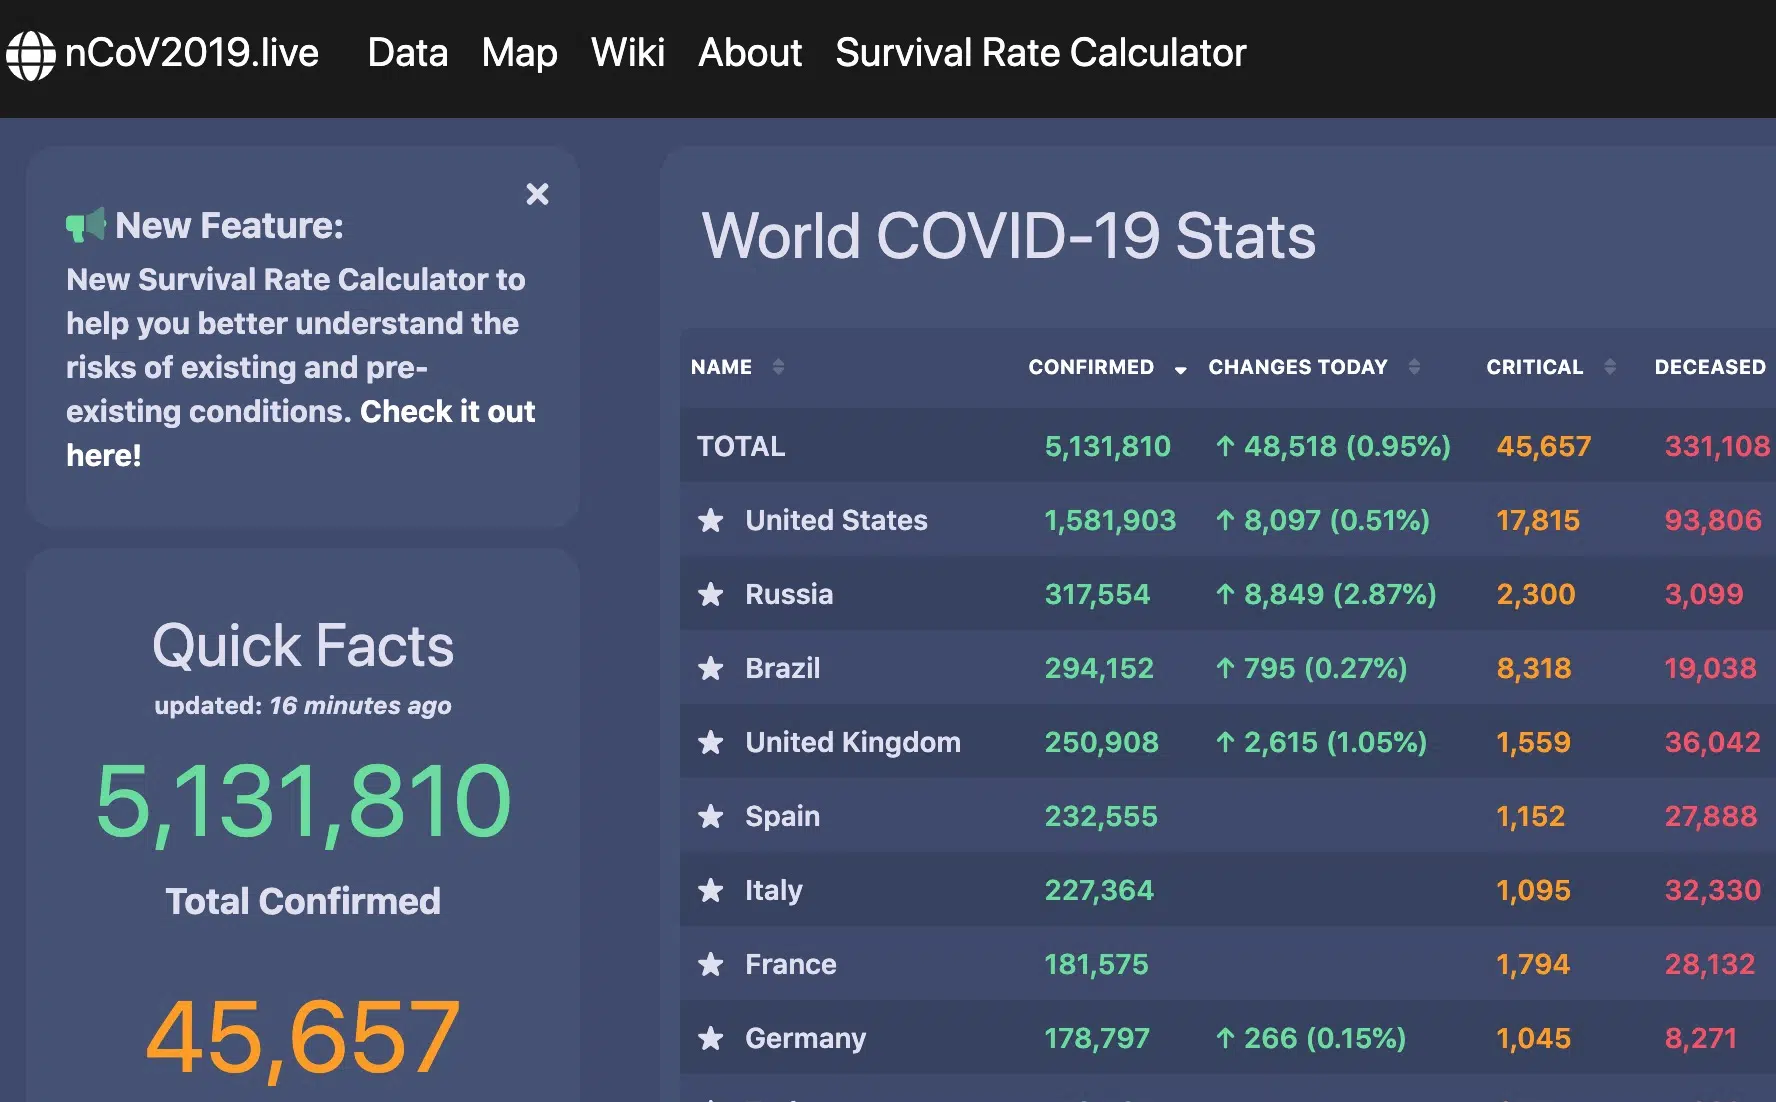 nCoV2019.live Data Map Wiki About Survival Rate Calculator
New Feature:
New Survival Rate Calculator to
help you better understand the
risks of existing and pre-
existing conditions. Check it out
here!
Quick Facts
updated: 16 minutes ago
5,131,810
Total Confirmed
45,657
World COVID-19 Stats
NAME CONFIRMED CHANGES TODAY CRITICAL DECEASED
TOTAL 5,131,810 ↑ 48,518 (0.95%) 45,657 331,108
★ United States 1,581,903 ↑ 8,097 (0.51%) 17,815 93,806
★ Russia 317,554 ↑ 8,849 (2.87%) 2,300 3,099
★ Brazil 294,152 ↑ 795 (0.27%) 8,318 19,038
★ United Kingdom 250,908 ↑ 2,615 (1.05%) 1,559 36,042
★ Spain 232,555 1,152 27,888
★ Italy 227,364 1,095 32,330
★ France 181,575 1,794 28,132
★ Germany 178,797 ↑ 266 (0.15%) 1,045 8,271